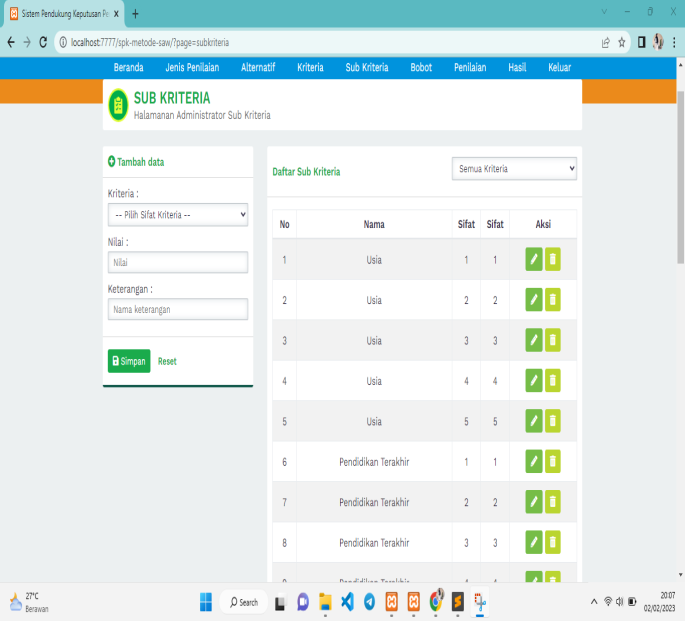 Sistem Pendukung Keputusan Pe
localhost:7777/spk-metode-saw/?page=subkriteria
Beranda Jenis Penilaian Alternatif Kriteria Sub Kriteria Bobot Penilaian Hasil Keluar
SUB KRITERIA
Halamanan Administrator Sub Kriteria
Tambah data
Kriteria :
-- Pilih Sifat Kriteria --
Nilai :
Nilai
Keterangan :
Nama keterangan
Simpan Reset
Daftar Sub Kriteria Semua Kriteria
No Nama Sifat Sifat Aksi
1 Usia 1 1
2 Usia 2 2
3 Usia 3 3
4 Usia 4 4
5 Usia 5 5
6 Pendidikan Terakhir 1 1
7 Pendidikan Terakhir 2 2
8 Pendidikan Terakhir 3 3
27°C
Berawan
Search
20:07
02/02/2023